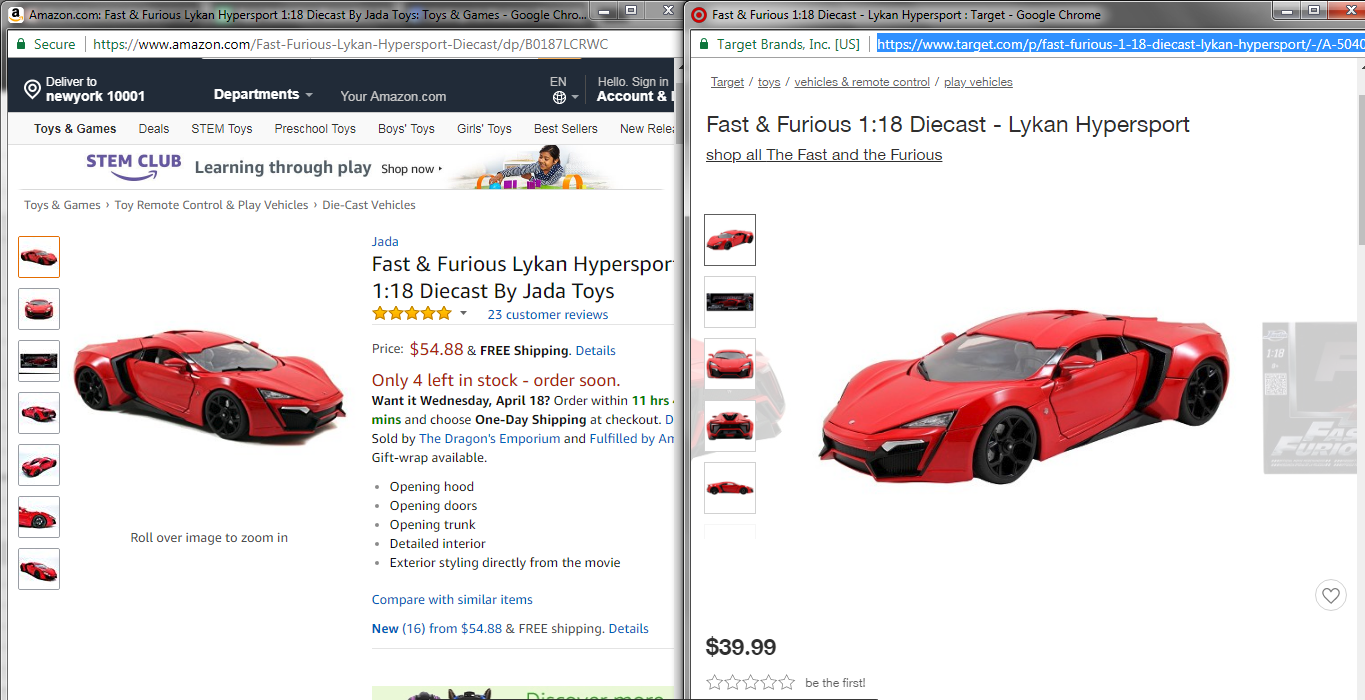 Amazon.com: Fast & Furious Lykan Hypersport 1:18 Diecast By Jada Toys: Toys & Games - Google Chro...
Secure https://www.amazon.com/Fast-Furious-Lykan-Hypersport-Diecast/dp/B0187LCRWC
Deliver to
newyork 10001
Departments
Your Amazon.com
EN
Hello. Sign in
Account &
Toys & Games Deals STEM Toys Preschool Toys Boys' Toys Girls' Toys Best Sellers New Relea
STEM CLUB Learning through play Shop now
Toys & Games › Toy Remote Control & Play Vehicles › Die-Cast Vehicles
Jada
Fast & Furious Lykan Hyperspor
1:18 Diecast By Jada Toys
23 customer reviews
Price: $54.88 & FREE Shipping. Details
Only 4 left in stock - order soon.
Want it Wednesday, April 18? Order within 11 hrs
mins and choose One-Day Shipping at checkout. D
Sold by The Dragon's Emporium and Fulfilled by Am
Gift-wrap available.
• Opening hood
• Opening doors
• Opening trunk
• Detailed interior
• Exterior styling directly from the movie
Roll over image to zoom in
Compare with similar items
New (16) from $54.88 & FREE shipping. Details
Discover more
Fast & Furious 1:18 Diecast - Lykan Hypersport : Target - Google Chrome
Target Brands, Inc. [US] https://www.target.com/p/fast-furious-1-18-diecast-lykan-hypersport/-/A-5040
Target / toys / vehicles & remote control / play vehicles
Fast & Furious 1:18 Diecast - Lykan Hypersport
shop all The Fast and the Furious
1:18
FAST
FURIO
$39.99
be the first!